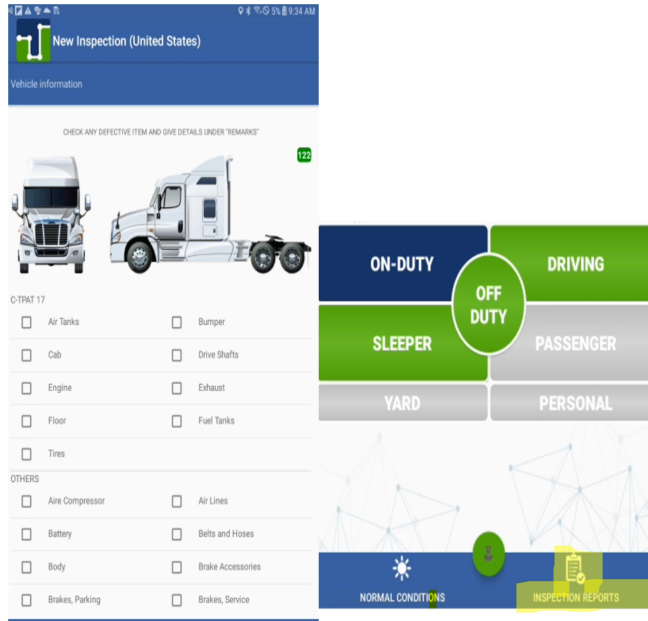 5% 9:34 AM
New Inspection (United States)
Vehicle information
CHECK ANY DEFECTIVE ITEM AND GIVE DETAILS UNDER "REMARKS"
122
C-TPAT 17
Air Tanks
Bumper
Cab
Drive Shafts
Engine
Exhaust
Floor
Fuel Tanks
Tires
OTHERS
Aire Compressor
Air Lines
Battery
Belts and Hoses
Body
Brake Accessories
Brakes, Parking
Brakes, Service
ON-DUTY
DRIVING
OFF
DUTY
SLEEPER
PASSENGER
YARD
PERSONAL
NORMAL CONDITIONS
INSPECTION REPORTS